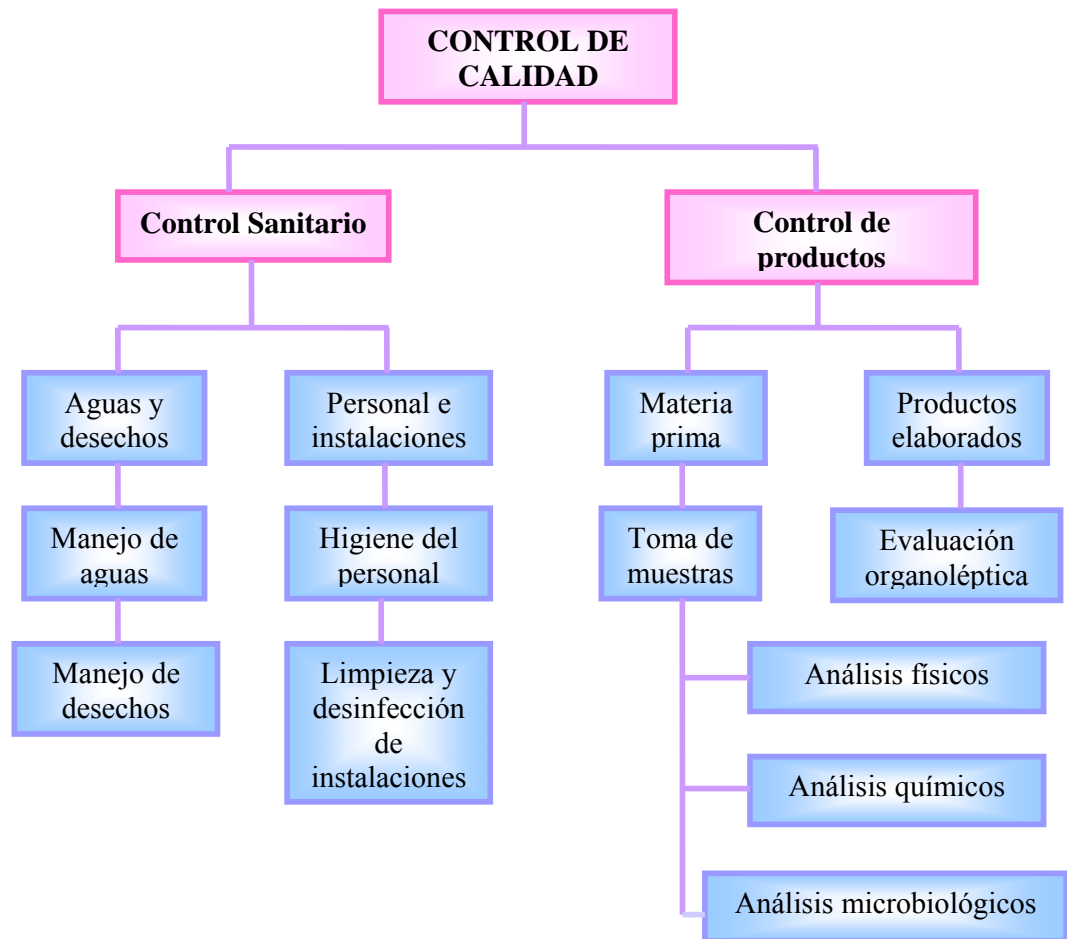 CONTROL DE
CALIDAD
Control Sanitario
Control de
productos
Aguas y
desechos
Personal e
instalaciones
Materia
prima
Productos
elaborados
Manejo de
aguas
Higiene del
personal
Toma de
muestras
Evaluación
organoléptica
Manejo de
desechos
Limpieza y
desinfección
de
instalaciones
Análisis físicos
Análisis químicos
Análisis microbiológicos